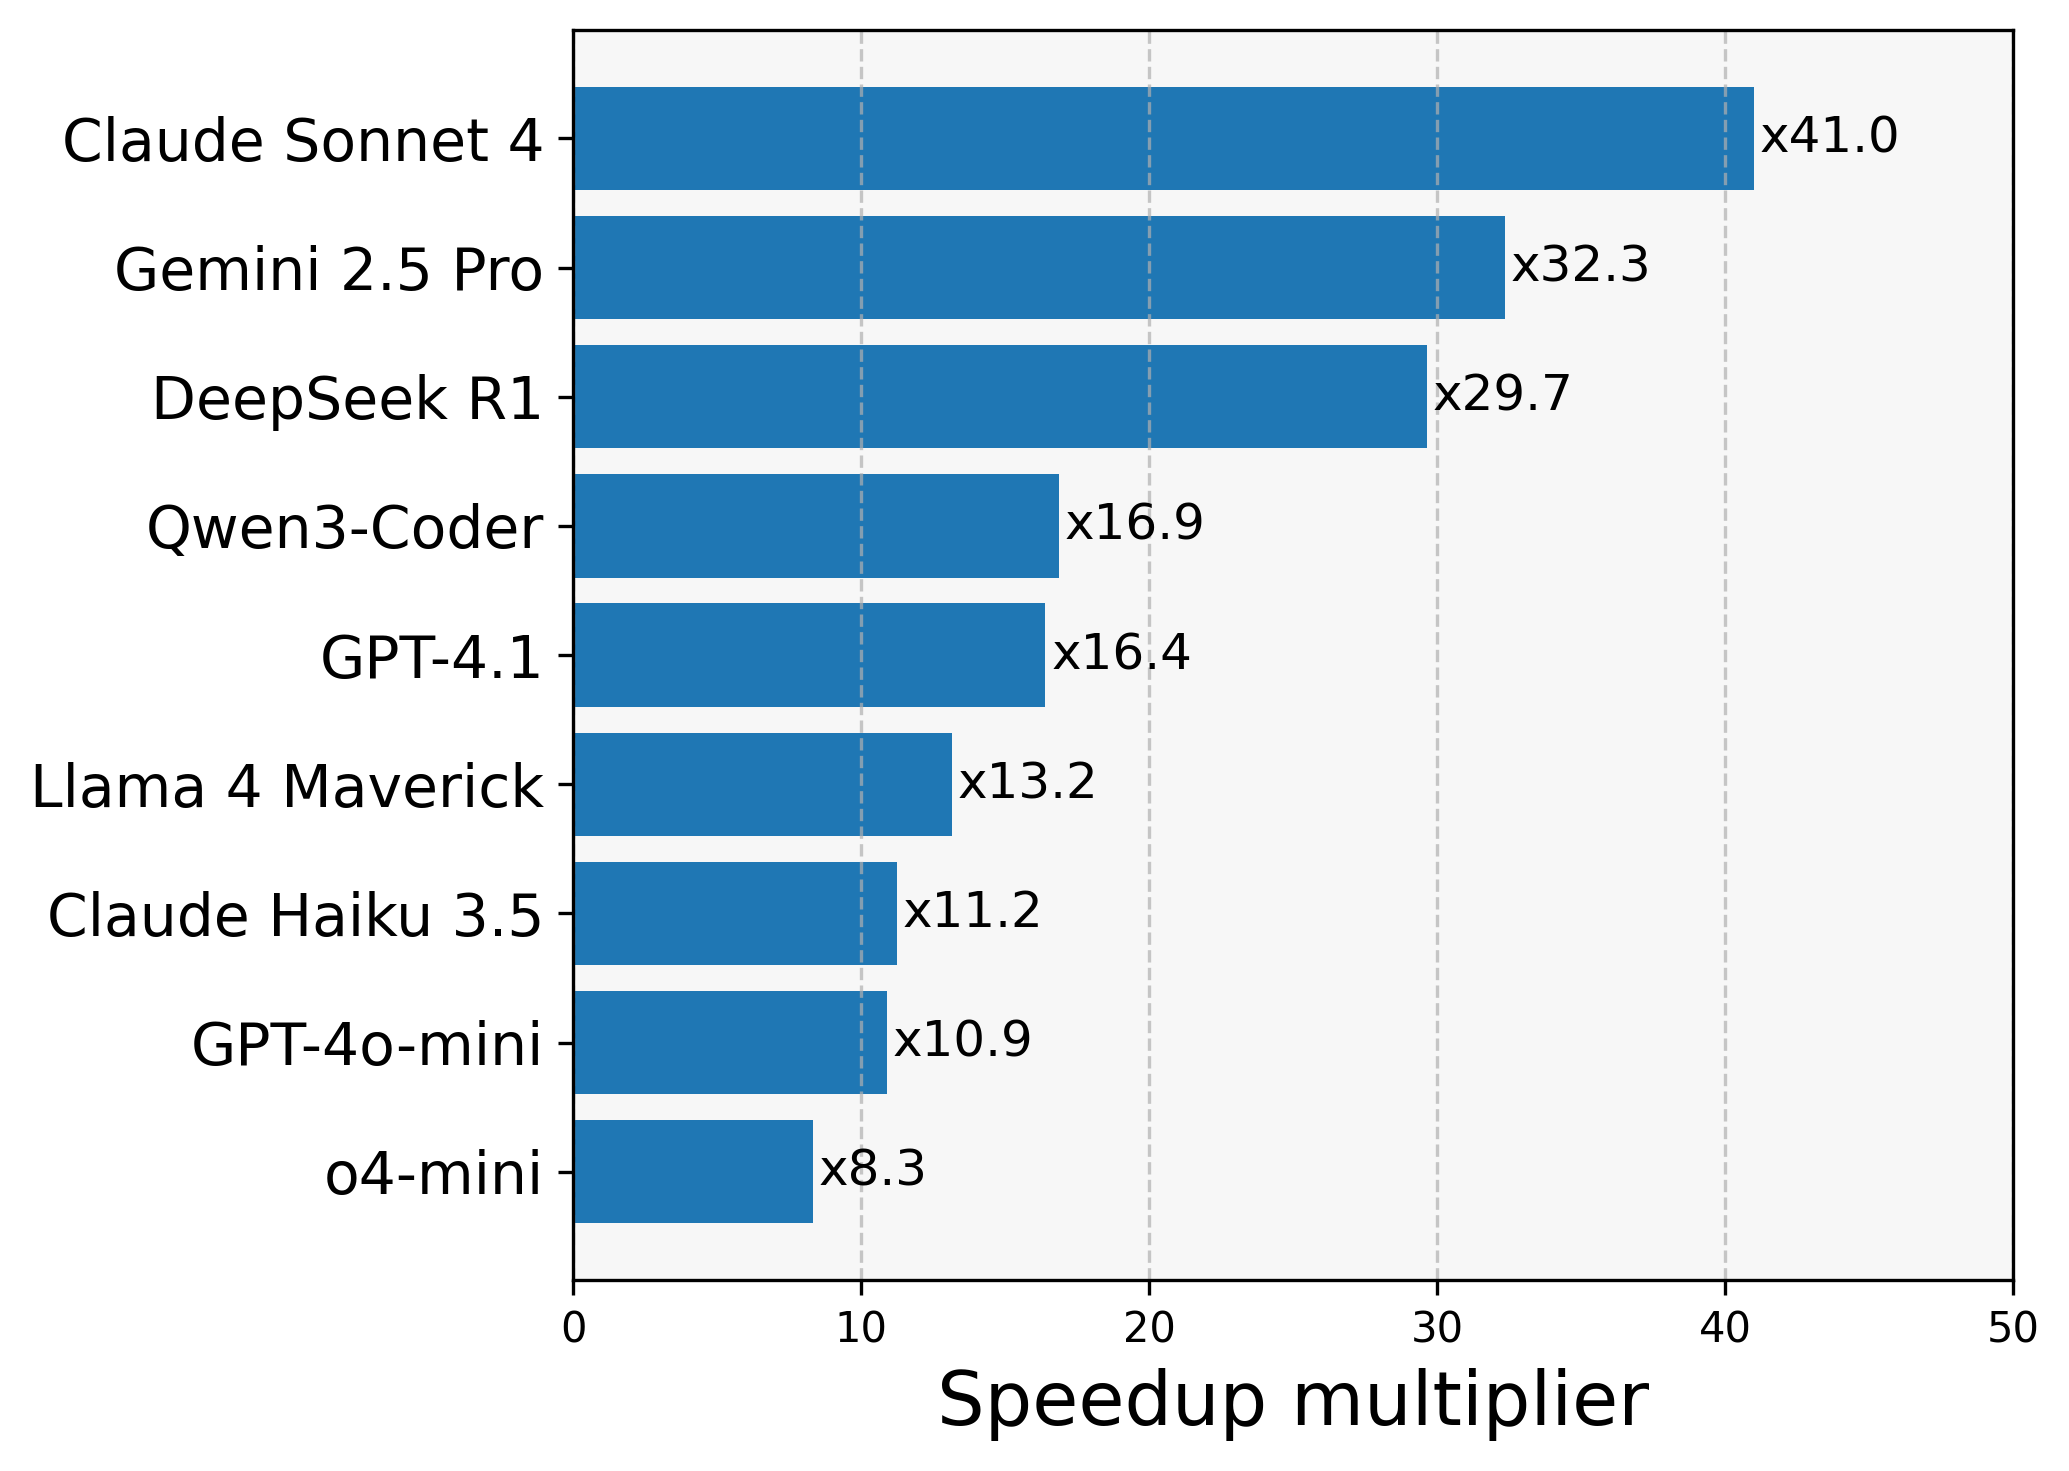 Claude Sonnet 4
x41.0
Gemini 2.5 Pro
x32.3
DeepSeek R1
x29.7
Qwen3-Coder
x16.9
GPT-4.1
x16.4
Llama 4 Maverick
x13.2
Claude Haiku 3.5
x11.2
GPT-4o-mini
x10.9
o4-mini
x8.3
0 10 20 30 40 50
Speedup multiplier